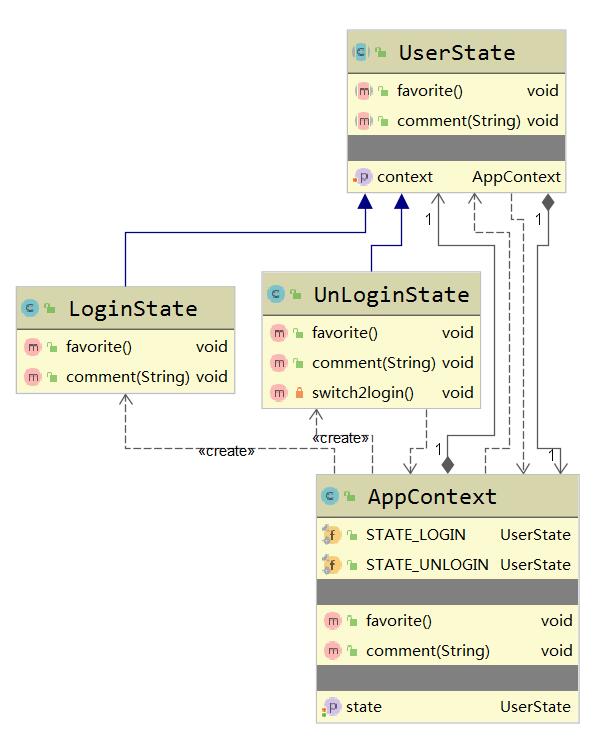 UserState
favorite() void
comment(String) void
context AppContext
1 1
LoginState
favorite() void
comment(String) void
UnLoginState
favorite() void
comment(String) void
switch2login() void
«create»
«create»
1 1
AppContext
STATE_LOGIN UserState
STATE_UNLOGIN UserState
favorite() void
comment(String) void
state UserState